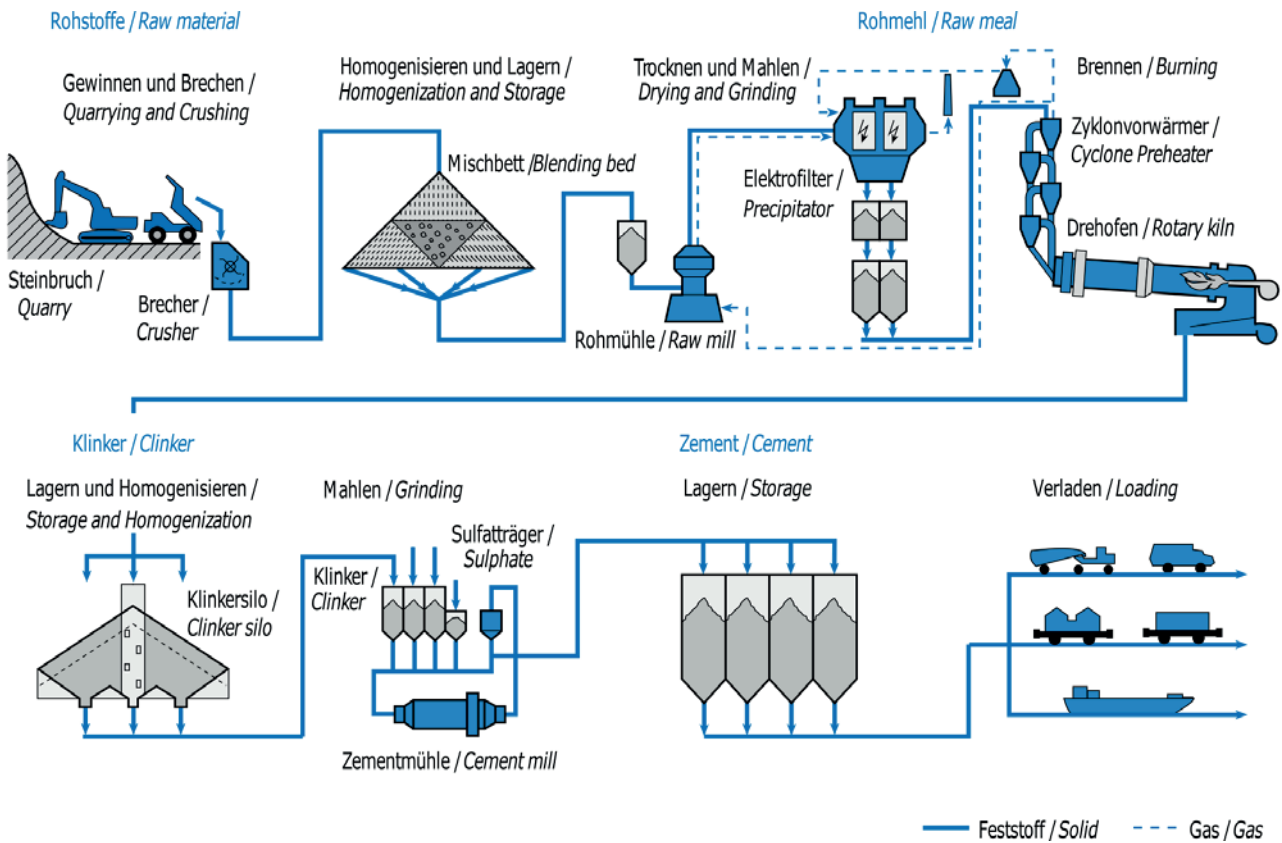 Rohstoffe / Raw material
Rohmehl / Raw meal
Gewinnen und Brechen /
Quarrying and Crushing
Homogenisieren und Lagern /
Homogenization and Storage
Trocknen und Mahlen /
Drying and Grinding
Brennen / Burning
Zyklonvorwärmer /
Cyclone Preheater
Mischbett / Blending bed
Elektrofilter /
Precipitator
Drehofen / Rotary kiln
Steinbruch /
Quarry
Brecher /
Crusher
Rohmühle / Raw mill
Klinker / Clinker
Zement / Cement
Lagern und Homogenisieren /
Storage and Homogenization
Mahlen / Grinding
Lagern / Storage
Verladen / Loading
Sulfatträger /
Sulphate
Klinker /
Clinker
Klinkersilo /
Clinker silo
Zementmühle / Cement mill
Feststoff / Solid
Gas / Gas